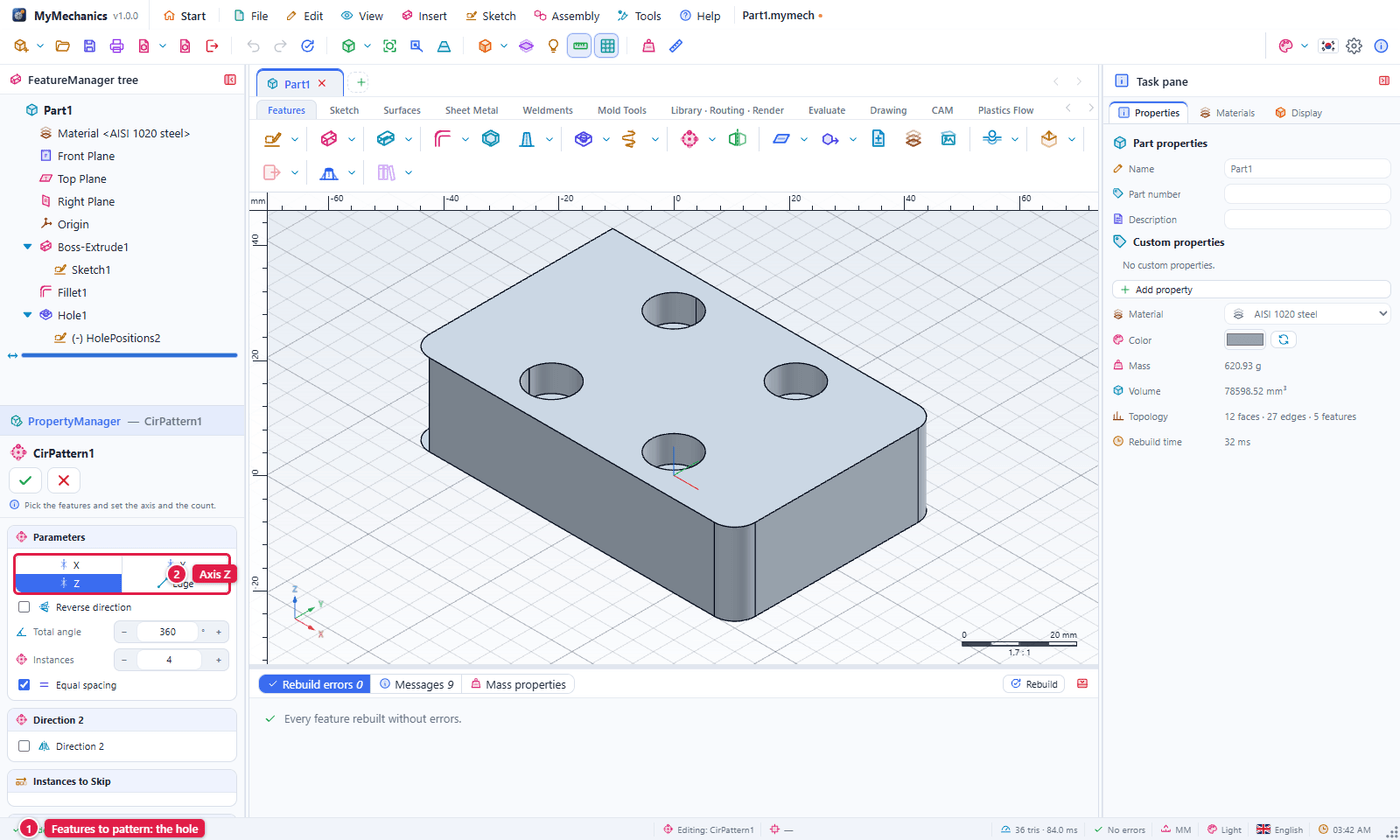 MyMechanics v1.0.0 Start File Edit View Insert Sketch Assembly Tools Help Part1.mymech
FeatureManager tree
Part1
Material <AISI 1020 steel>
Front Plane
Top Plane
Right Plane
Origin
Boss-Extrude1
Sketch1
Fillet1
Hole1
(-) HolePositions2
PropertyManager — CirPattern1
CirPattern1
Pick the features and set the axis and the count.
Parameters
X
Z
2 Axis Z
Reverse direction
Total angle − 360 ° +
Instances − 4 +
Equal spacing
Direction 2
Direction 2
Instances to Skip
1 Features to pattern: the hole
Part1
Features Sketch Surfaces Sheet Metal Weldments Mold Tools Library · Routing · Render Evaluate Drawing CAM Plastics Flow
mm -60 -40 -20 0 20 40 60
40
20
0
20
Z
Y
X
0 20 mm
1.7 : 1
Rebuild errors 0 Messages 9 Mass properties Rebuild
Every feature rebuilt without errors.
Task pane
Properties Materials Display
Part properties
Name Part1
Part number
Description
Custom properties
No custom properties.
+ Add property
Material AISI 1020 steel
Color
Mass 620.93 g
Volume 78598.52 mm³
Topology 12 faces · 27 edges · 5 features
Rebuild time 32 ms
Editing: CirPattern1 — 36 tris · 84.0 ms No errors MM Light English 03:42 AM